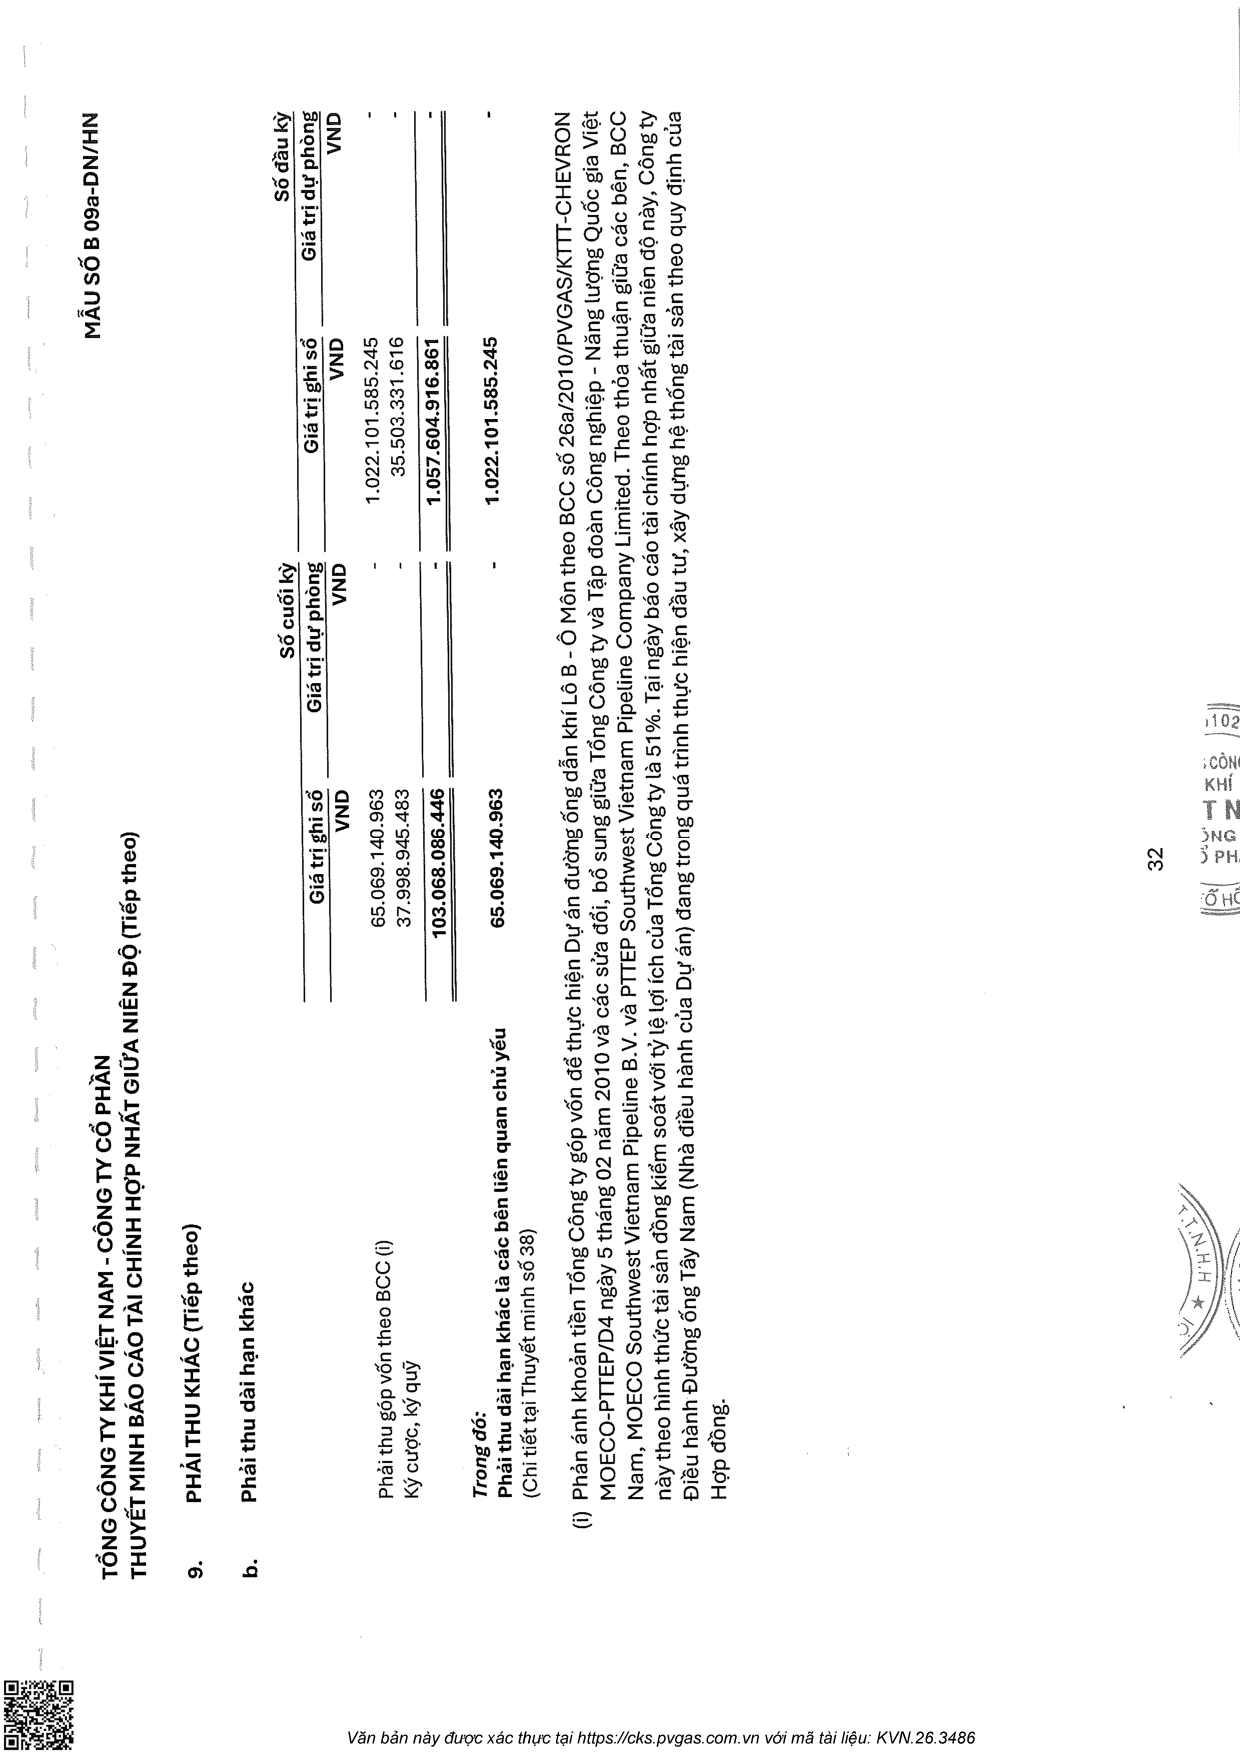 TỔNG CÔNG TY KHÍ VIỆT NAM - CÔNG TY CỔ PHẦN
THUYẾT MINH BÁO CÁO TÀI CHÍNH HỢP NHẤT GIỮA NIÊN ĐỘ (Tiếp theo)
MẪU SỐ B 09a-DN/HN
9. PHẢI THU KHÁC (Tiếp theo)
b. Phải thu dài hạn khác
Số cuối kỳ Số đầu kỳ
Giá trị ghi sổ Giá trị dự phòng Giá trị ghi sổ Giá trị dự phòng
VND VND VND VND
Phải thu góp vốn theo BCC (i) 65.069.140.963 - 1.022.101.585.245 -
Ký cược, ký quỹ 37.998.945.483 - 35.503.331.616 -
103.068.086.446 - 1.057.604.916.861 -
Trong đó:
Phải thu dài hạn khác là các bên liên quan chủ yếu 65.069.140.963 - 1.022.101.585.245 -
(Chi tiết tại Thuyết minh số 38)
(i) Phản ánh khoản tiền Tổng Công ty góp vốn để thực hiện Dự án đường ống dẫn khí Lô B - Ô Môn theo BCC số 26a/2010/PVGAS/KTTT-CHEVRON
MOECO-PTTEP/D4 ngày 5 tháng 02 năm 2010 và các sửa đổi, bổ sung giữa Tổng Công ty và Tập đoàn Công nghiệp - Năng lượng Quốc gia Việt
Nam, MOECO Southwest Vietnam Pipeline B.V. và PTTEP Southwest Vietnam Pipeline Company Limited. Theo thỏa thuận giữa các bên, BCC
này theo hình thức tài sản đồng kiểm soát với tỷ lệ lợi ích của Tổng Công ty là 51%. Tại ngày báo cáo tài chính hợp nhất giữa niên độ này, Công ty
Điều hành Đường ống Tây Nam (Nhà điều hành của Dự án) đang trong quá trình thực hiện đầu tư, xây dựng hệ thống tài sản theo quy định của
Hợp đồng.
32
T.T.N.H.H
1102
CÔN
KHÍ
T N
ÔNG
Ổ PH
Ố HỒ
Văn bản này được xác thực tại https://cks.pvgas.com.vn với mã tài liệu: KVN.26.3486